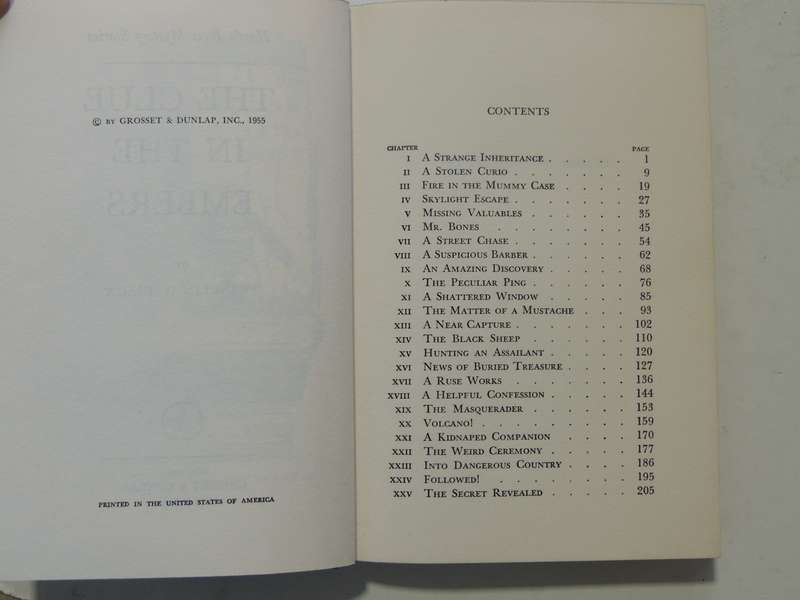 © BY GROSSET & DUNLAP, INC., 1955
PRINTED IN THE UNITED STATES OF AMERICA
CONTENTS
CHAPTER PAGE
I A STRANGE INHERITANCE . . . . . 1
II A STOLEN CURIO . . . . . . . 9
III FIRE IN THE MUMMY CASE . . . . 19
IV SKYLIGHT ESCAPE . . . . . . . 27
V MISSING VALUABLES . . . . . . 35
VI MR. BONES . . . . . . . . 45
VII A STREET CHASE . . . . . . . 54
VIII A SUSPICIOUS BARBER . . . . . . 62
IX AN AMAZING DISCOVERY . . . . . 68
X THE PECULIAR PING . . . . . . 76
XI A SHATTERED WINDOW . . . . . 85
XII THE MATTER OF A MUSTACHE . . . 93
XIII A NEAR CAPTURE . . . . . . . 102
XIV THE BLACK SHEEP . . . . . . 110
XV HUNTING AN ASSAILANT . . . . . 120
XVI NEWS OF BURIED TREASURE . . . . 127
XVII A RUSE WORKS . . . . . . . 136
XVIII A HELPFUL CONFESSION . . . . . 144
XIX THE MASQUERADER . . . . . . 153
XX VOLCANO! . . . . . . . . . 159
XXI A KIDNAPED COMPANION . . . . 170
XXII THE WEIRD CEREMONY . . . . . 177
XXIII INTO DANGEROUS COUNTRY . . . . 186
XXIV FOLLOWED! . . . . . . . . 195
XXV THE SECRET REVEALED . . . . . 205